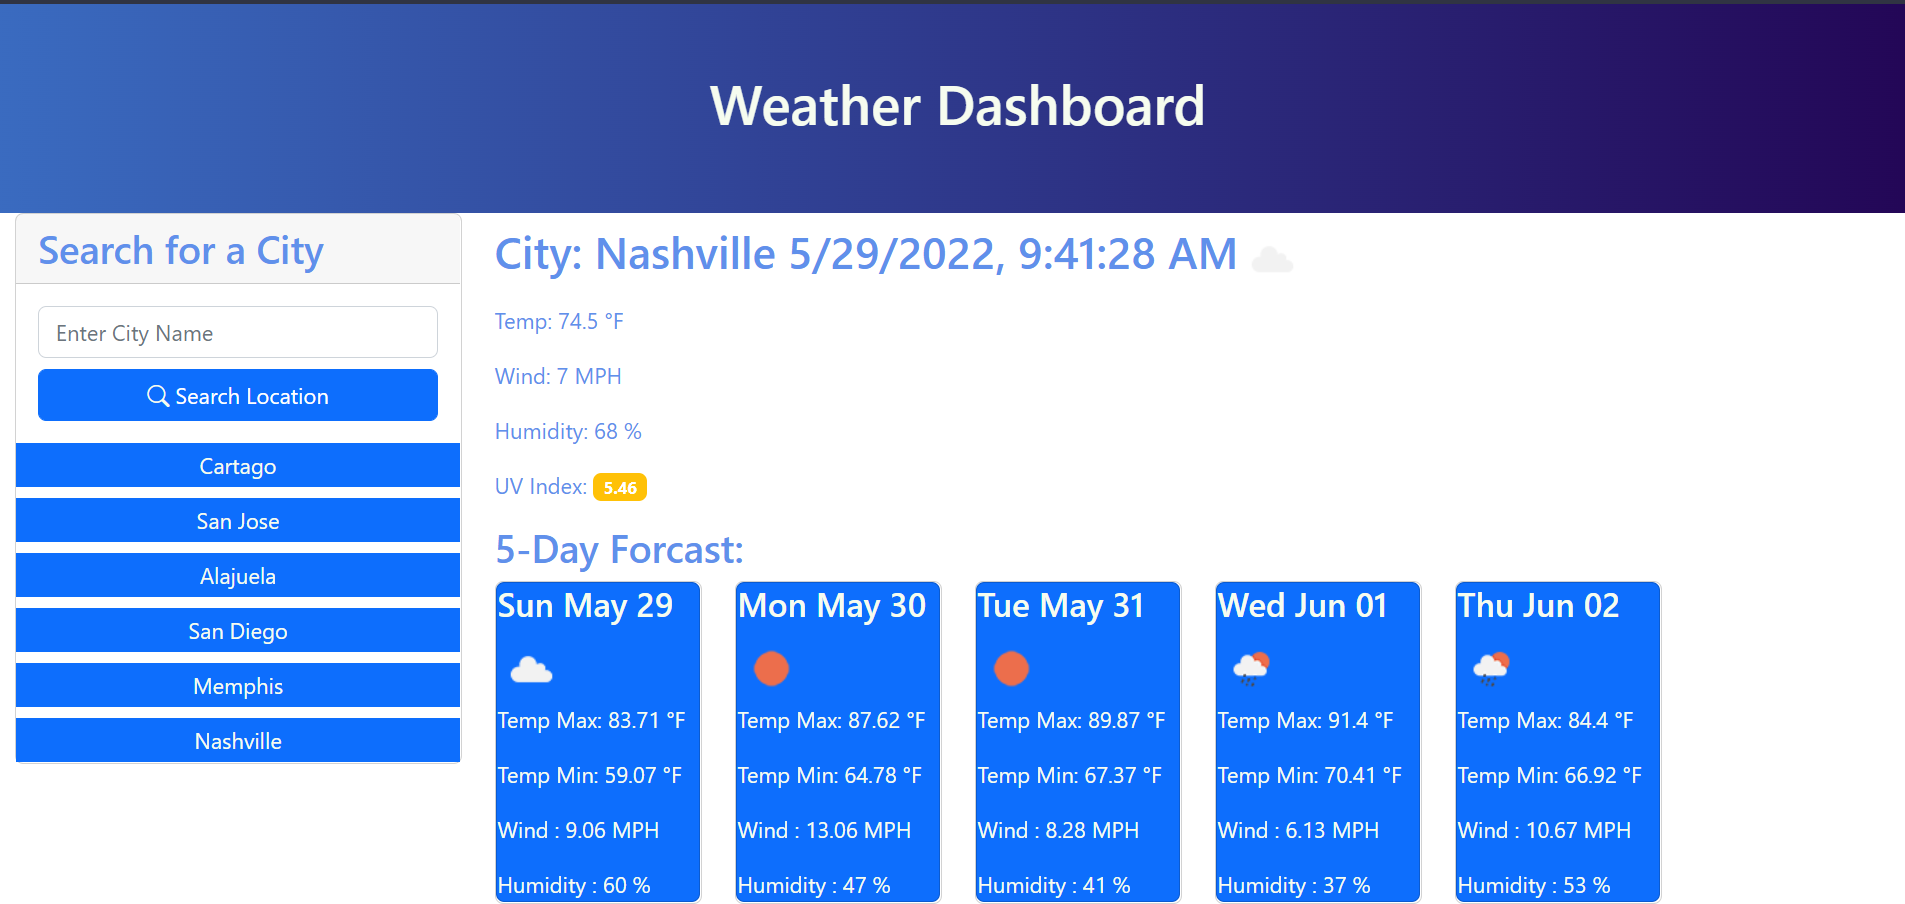 Weather Dashboard
Search for a City
Enter City Name
Search Location
Cartago
San Jose
Alajuela
San Diego
Memphis
Nashville
City: Nashville 5/29/2022, 9:41:28 AM
Temp: 74.5 °F
Wind: 7 MPH
Humidity: 68 %
UV Index: 5.46
5-Day Forcast:
Sun May 29
Temp Max: 83.71 °F
Temp Min: 59.07 °F
Wind : 9.06 MPH
Humidity : 60 %
Mon May 30
Temp Max: 87.62 °F
Temp Min: 64.78 °F
Wind : 13.06 MPH
Humidity : 47 %
Tue May 31
Temp Max: 89.87 °F
Temp Min: 67.37 °F
Wind : 8.28 MPH
Humidity : 41 %
Wed Jun 01
Temp Max: 91.4 °F
Temp Min: 70.41 °F
Wind : 6.13 MPH
Humidity : 37 %
Thu Jun 02
Temp Max: 84.4 °F
Temp Min: 66.92 °F
Wind : 10.67 MPH
Humidity : 53 %